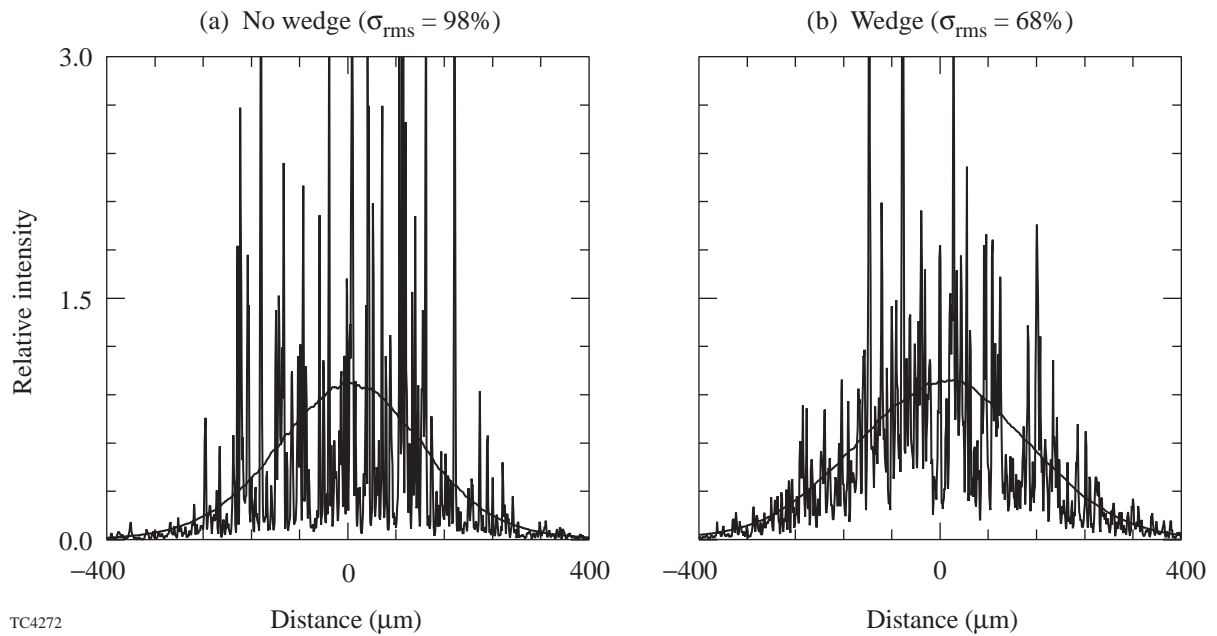 (a) No wedge (σrms = 98%)
(b) Wedge (σrms = 68%)
3.0
1.5
0.0
Relative intensity
−400
0
400
−400
0
400
Distance (μm)
Distance (μm)
TC4272